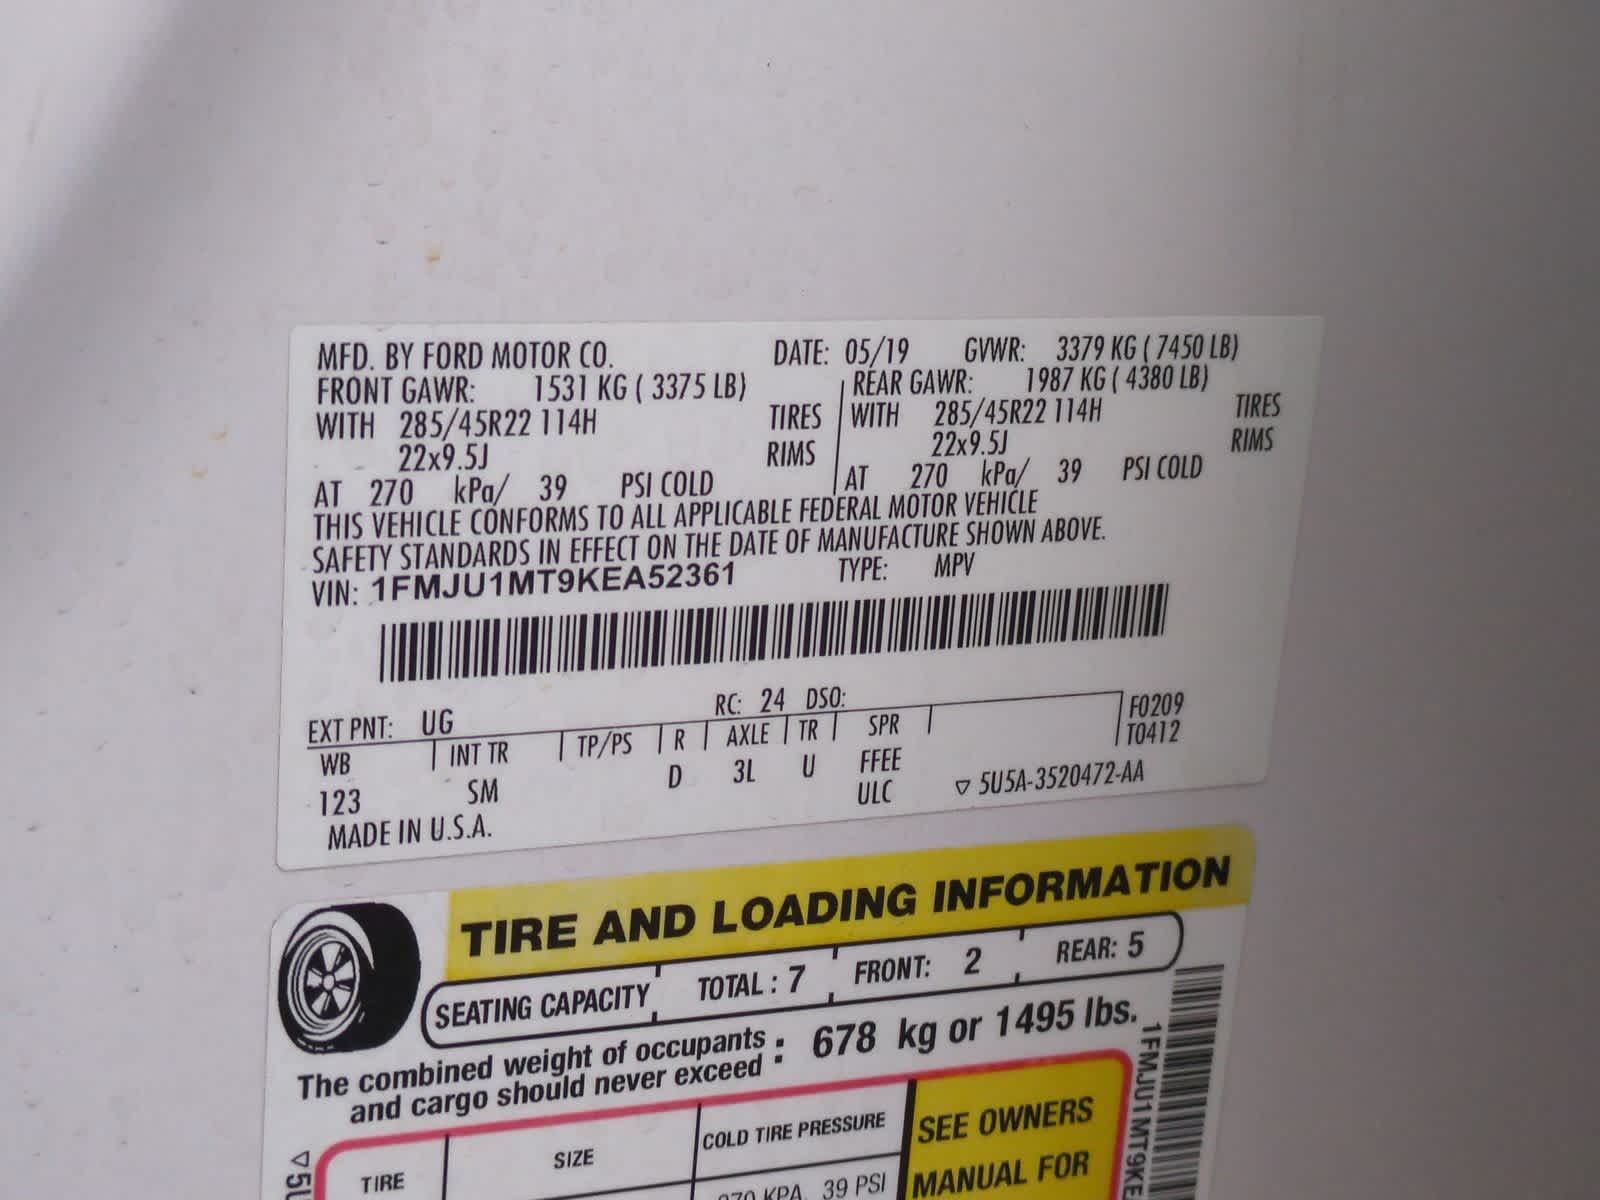 MFD. BY FORD MOTOR CO. DATE: 05/19 GVWR: 3379 KG ( 7450 LB)
FRONT GAWR: 1531 KG ( 3375 LB) REAR GAWR: 1987 KG ( 4380 LB)
WITH 285/45R22 114H TIRES WITH 285/45R22 114H TIRES
22x9.5J RIMS 22x9.5J RIMS
AT 270 kPa/ 39 PSI COLD AT 270 kPa/ 39 PSI COLD
THIS VEHICLE CONFORMS TO ALL APPLICABLE FEDERAL MOTOR VEHICLE
SAFETY STANDARDS IN EFFECT ON THE DATE OF MANUFACTURE SHOWN ABOVE.
VIN: 1FMJU1MT9KEA52361 TYPE: MPV
EXT PNT: UG RC: 24 DSO:
WB INT TR TP/PS R AXLE TR SPR F0209
T0412
123 SM D 3L U FFEE
ULC ▽ 5U5A-3520472-AA
MADE IN U.S.A.
TIRE AND LOADING INFORMATION
SEATING CAPACITY TOTAL : 7 FRONT: 2 REAR: 5
The combined weight of occupants
and cargo should never exceed : 678 kg or 1495 lbs.
TIRE SIZE COLD TIRE PRESSURE SEE OWNERS
270 KPA, 39 PSI MANUAL FOR
1FMJU1MT9KE
▽5U